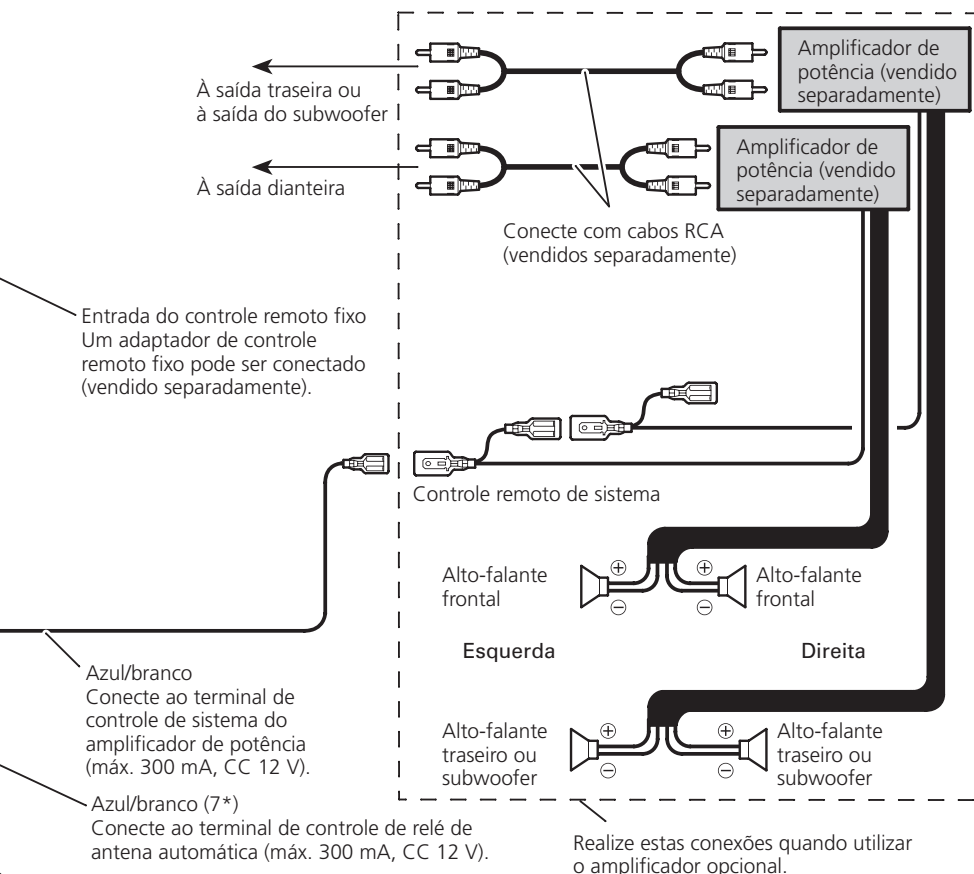 Amplificador de
potência (vendido
separadamente)
À saída traseira ou
à saída do subwoofer
Amplificador de
potência (vendido
separadamente)
À saída dianteira
Conecte com cabos RCA
(vendidos separadamente)
Entrada do controle remoto fixo
Um adaptador de controle
remoto fixo pode ser conectado
(vendido separadamente).
Controle remoto de sistema
Alto-falante
frontal
⊕
⊖
⊕
⊖
Alto-falante
frontal
Esquerda
Direita
Azul/branco
Conecte ao terminal de
controle de sistema do
amplificador de potência
(máx. 300 mA, CC 12 V).
Alto-falante
traseiro ou
subwoofer
⊕
⊖
⊕
⊖
Alto-falante
traseiro ou
subwoofer
Azul/branco (7*)
Conecte ao terminal de controle de relé de
antena automática (máx. 300 mA, CC 12 V).
Realize estas conexões quando utilizar
o amplificador opcional.